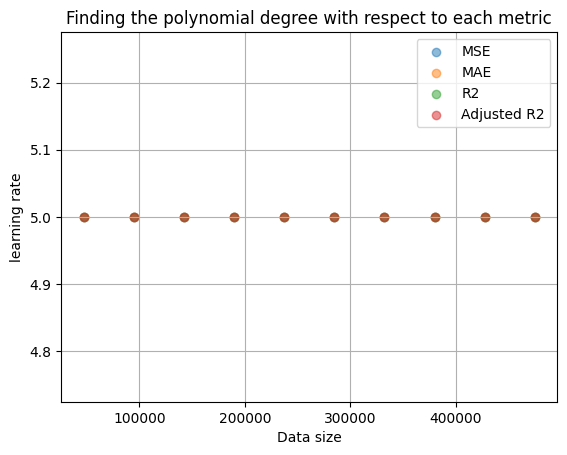 Finding the polynomial degree with respect to each metric
MSE
MAE
R2
Adjusted R2
5.2
5.1
5.0
4.9
4.8
learning rate
100000
200000
300000
400000
Data size